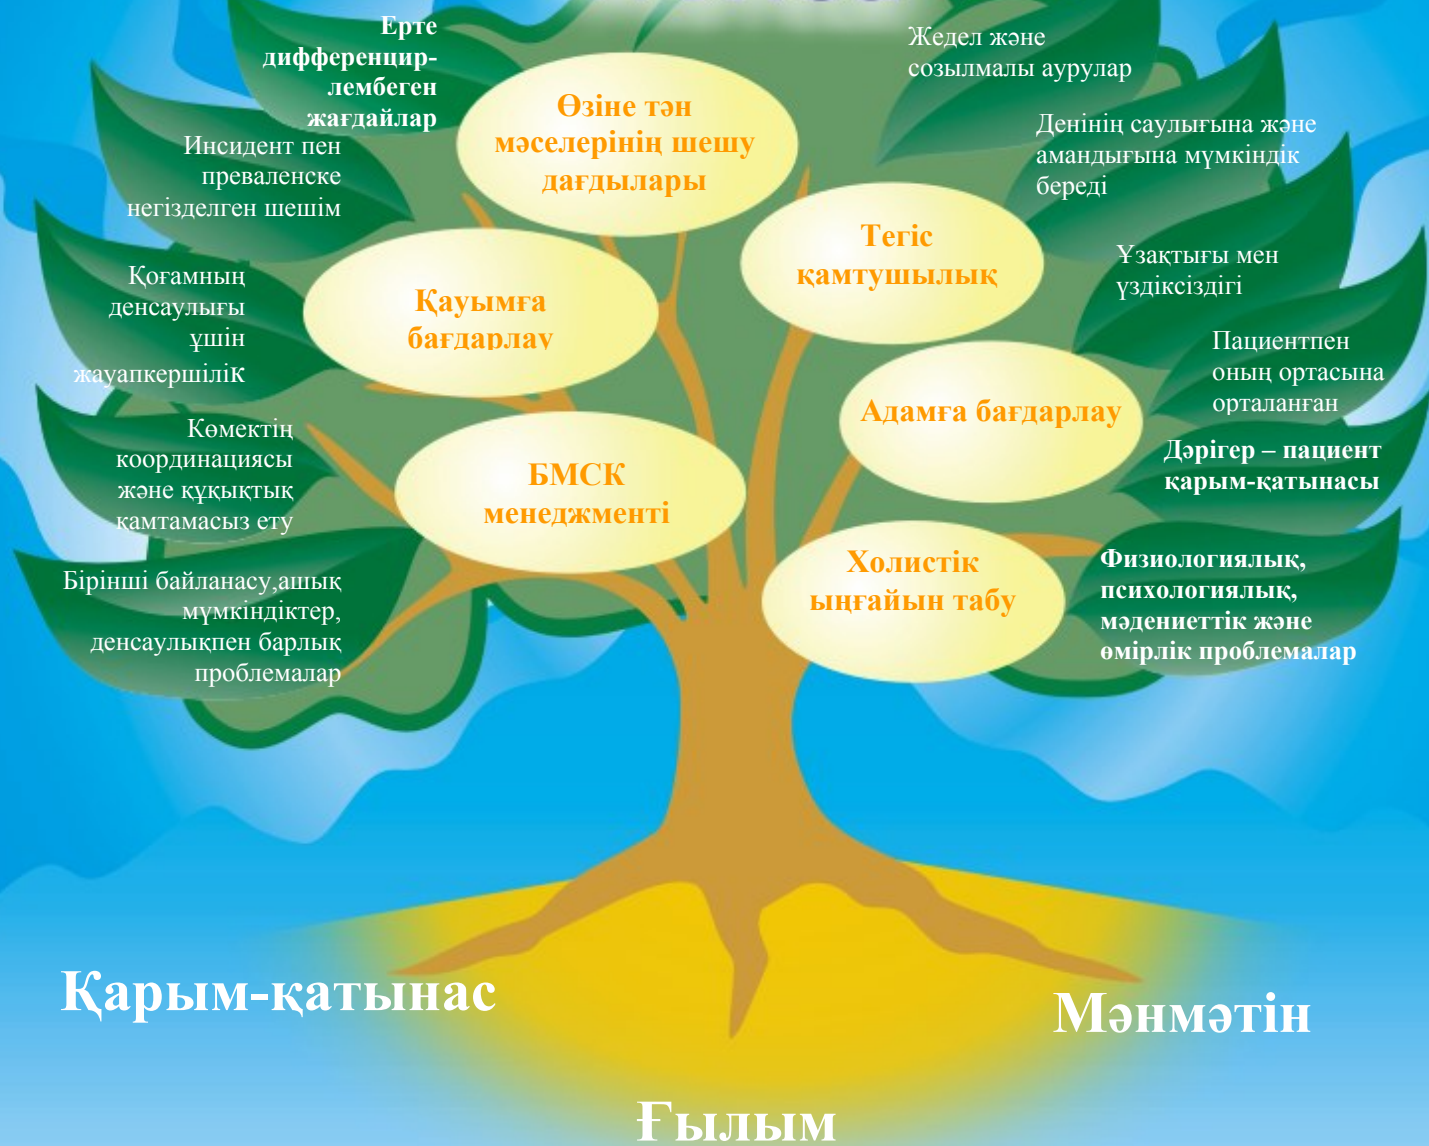 Ерте
дифференцир-
лембеген
жағдайлар
Инсидент пен
преваленске
негізделген шешім
Қоғамның
денсаулығы
ұшін
жауапкершілік
Көмектің
координациясы
және құқықтық
қамтамасыз ету
Бірінші байланасу,ашық
мүмкіндіктер,
денсаулықпен барлық
проблемалар
Өзіне тән
мәселерінің шешу
дағдылары
Қауымға
бағдарлау
БМСК
менеджменті
Тегіс
қамтушылық
Адамға бағдарлау
Холистік
ыңғайын табу
Жедел және
созылмалы аурулар
Денінің саулығына және
амандығына мүмкіндік
береді
Ұзақтығы мен
үздіксіздігі
Пациентпен
оның ортасына
орталанған
Дәрігер – пациент
қарым-қатынасы
Физиологиялық,
психологиялық,
мәдениеттік және
өмірлік проблемалар
Қарым-қатынас
Мәнмәтін
Ғылым